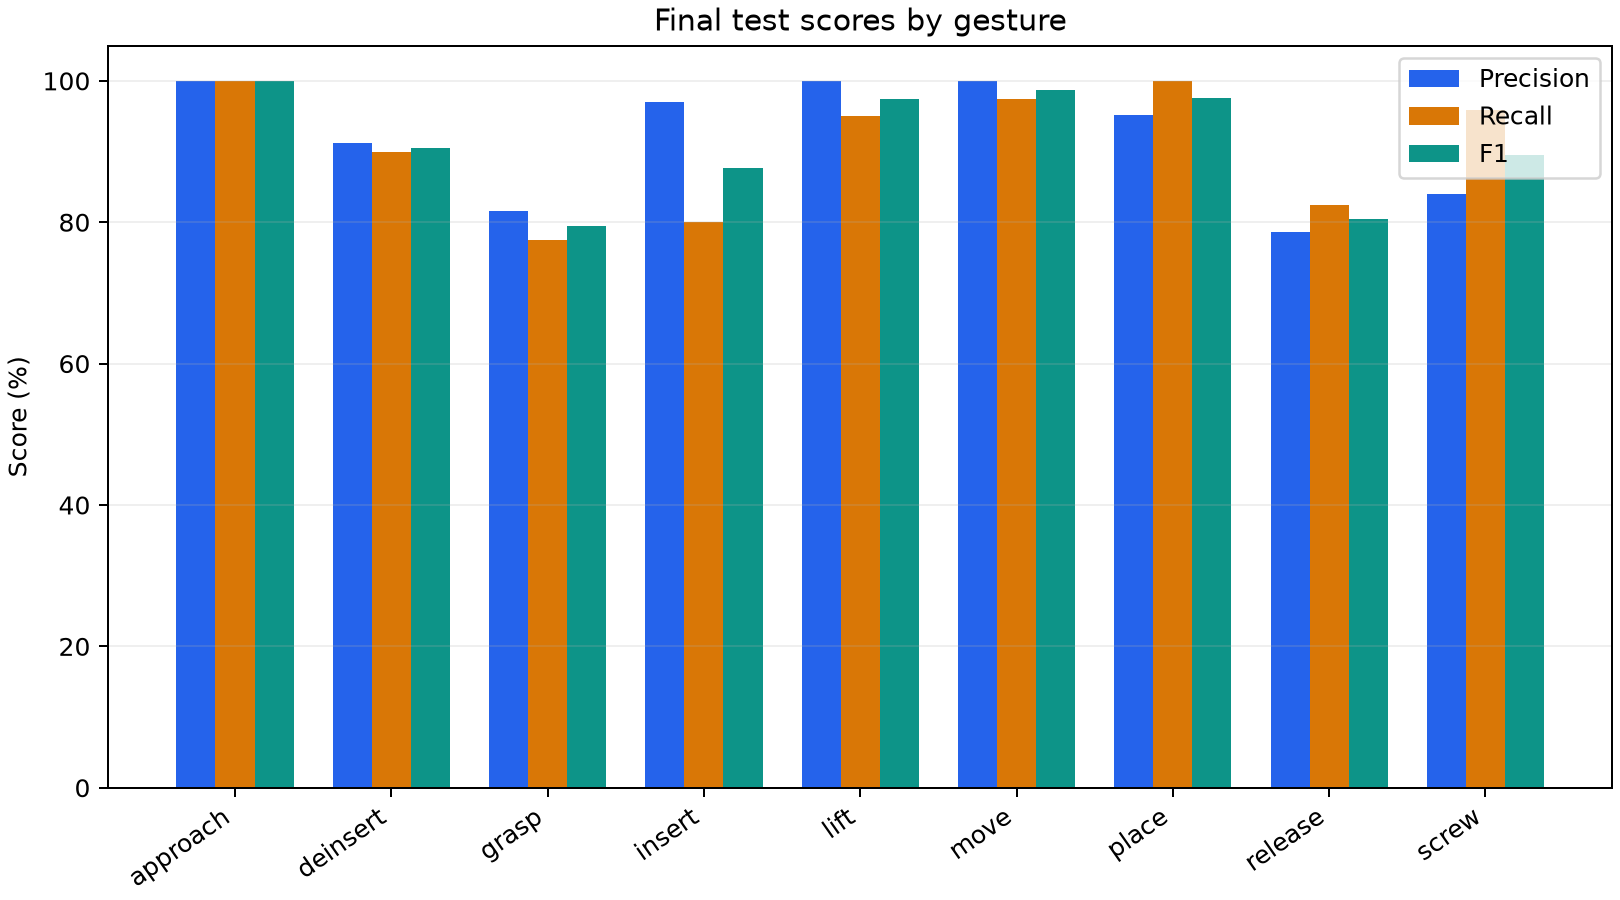 Final test scores by gesture
Score (%)
100
80
60
40
20
0
Precision
Recall
F1
approach
deinsert
grasp
insert
lift
move
place
release
screw